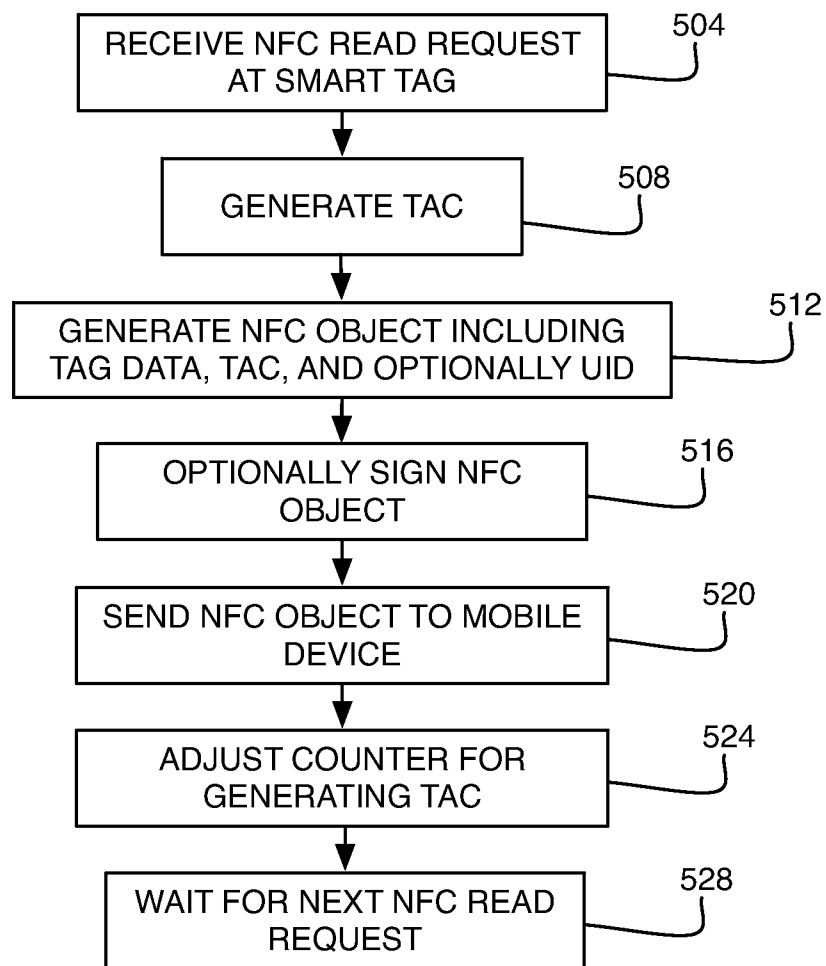 RECEIVE NFC READ REQUEST
AT SMART TAG
504
GENERATE TAC
508
GENERATE NFC OBJECT INCLUDING
TAG DATA, TAC, AND OPTIONALLY UID
512
OPTIONALLY SIGN NFC
OBJECT
516
SEND NFC OBJECT TO MOBILE
DEVICE
520
ADJUST COUNTER FOR
GENERATING TAC
524
WAIT FOR NEXT NFC READ
REQUEST
528